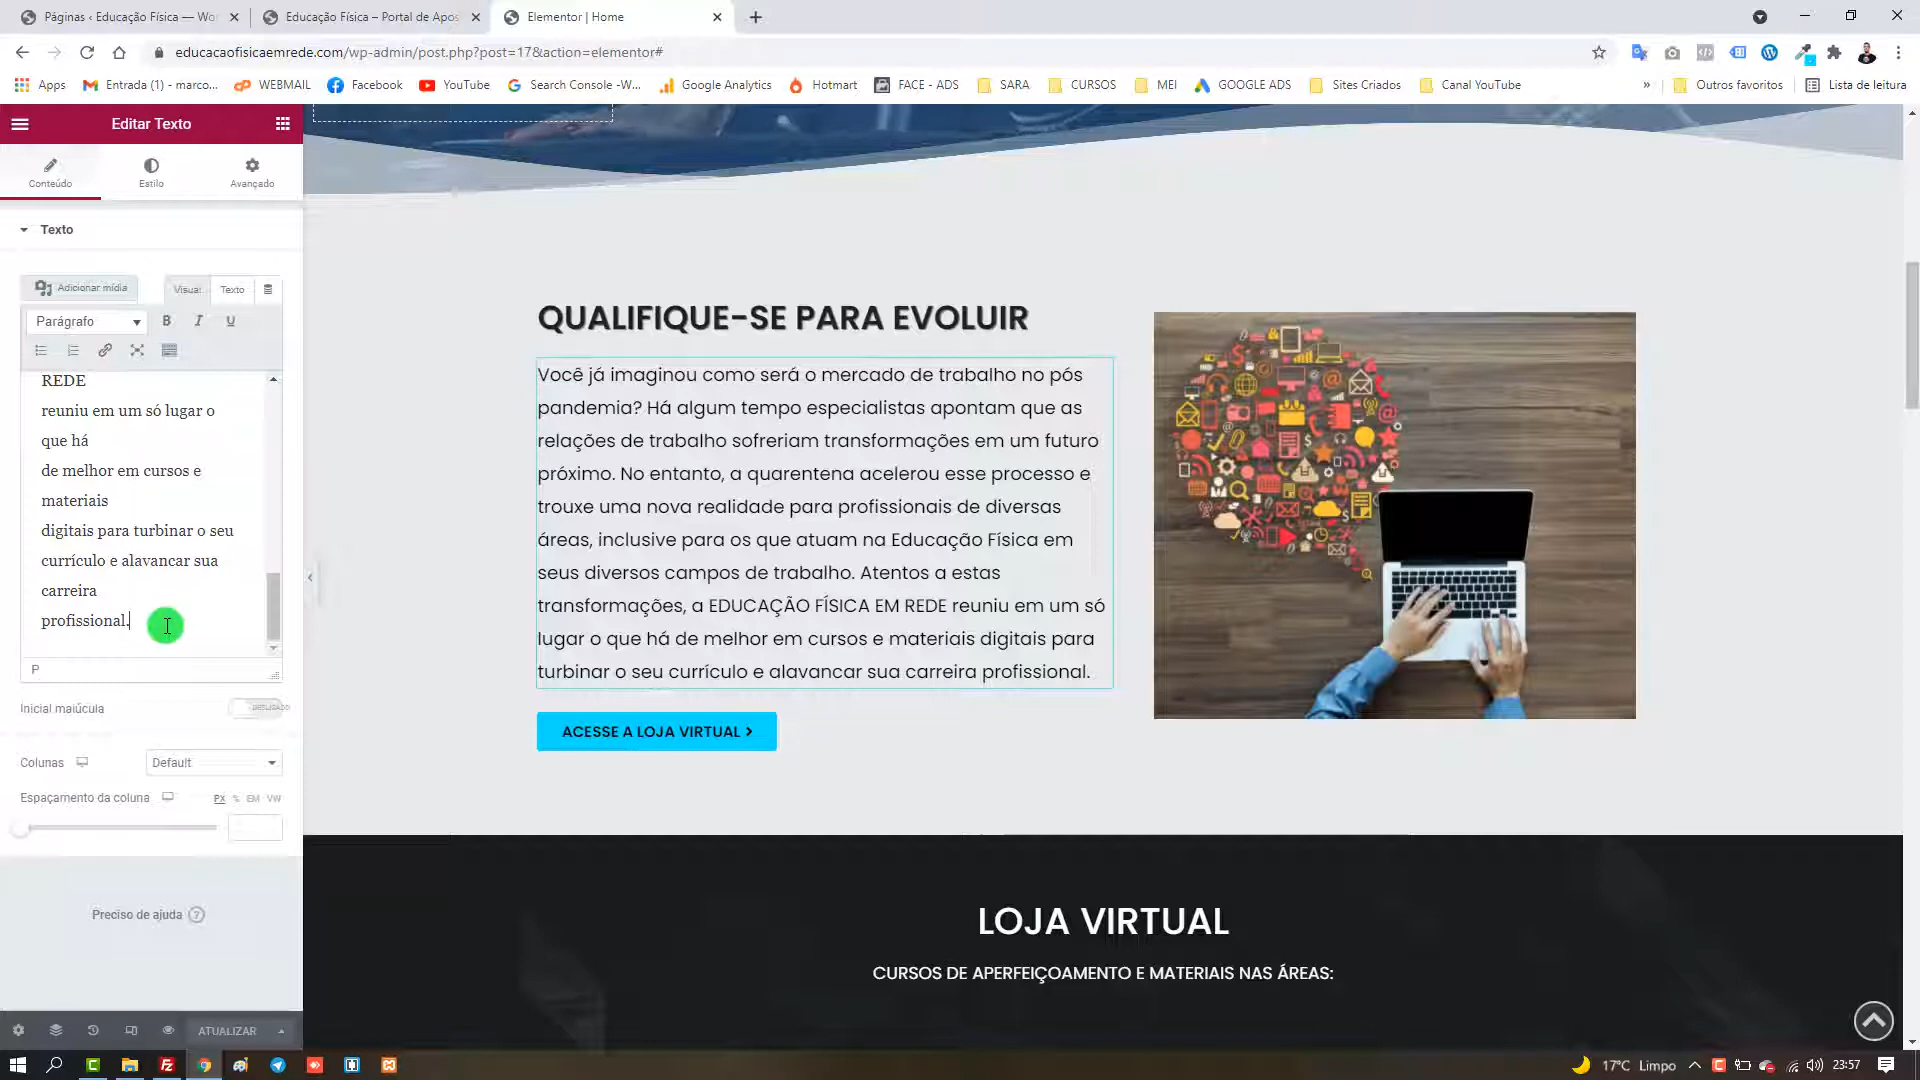 Páginas ‹ Educação Física — Wo
Educação Física – Portal de Apos
Elementor | Home
educacaofisicaemrede.com/wp-admin/post.php?post=17&action=elementor#
Apps
Entrada (1) - marco...
WEBMAIL
Facebook
YouTube
Search Console -W...
Google Analytics
Hotmart
FACE - ADS
SARA
CURSOS
MEI
GOOGLE ADS
Sites Criados
Canal YouTube
»
Outros favoritos
Lista de leitura
Editar Texto
Conteúdo
Estilo
Avançado
Texto
Adicionar mídia
Visual
Texto
Parágrafo
B I U
REDE
reuniu em um só lugar o
que há
de melhor em cursos e
materiais
digitais para turbinar o seu
currículo e alavancar sua
carreira
profissional.
P
Inicial maiúcula
DESLIGADO
Colunas
Default
Espaçamento da coluna
PX % EM VW
Preciso de ajuda ?
ATUALIZAR
QUALIFIQUE-SE PARA EVOLUIR
Você já imaginou como será o mercado de trabalho no pós
pandemia? Há algum tempo especialistas apontam que as
relações de trabalho sofreriam transformações em um futuro
próximo. No entanto, a quarentena acelerou esse processo e
trouxe uma nova realidade para profissionais de diversas
áreas, inclusive para os que atuam na Educação Física em
seus diversos campos de trabalho. Atentos a estas
transformações, a EDUCAÇÃO FÍSICA EM REDE reuniu em um só
lugar o que há de melhor em cursos e materiais digitais para
turbinar o seu currículo e alavancar sua carreira profissional.
ACESSE A LOJA VIRTUAL >
LOJA VIRTUAL
CURSOS DE APERFEIÇOAMENTO E MATERIAIS NAS ÁREAS:
17°C Limpo
23:57